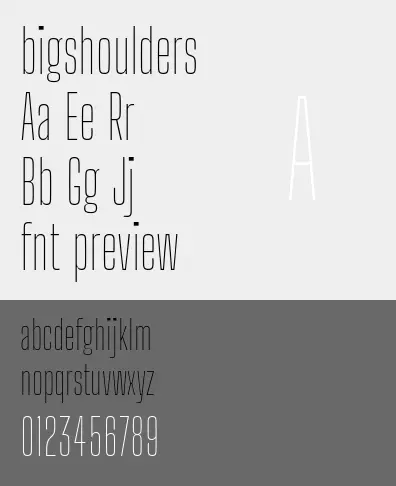 bigshoulders
Aa Ee Rr
Bb Gg Jj
fnt preview
A
abcdefghijklm
nopqrstuvwxyz
0123456789